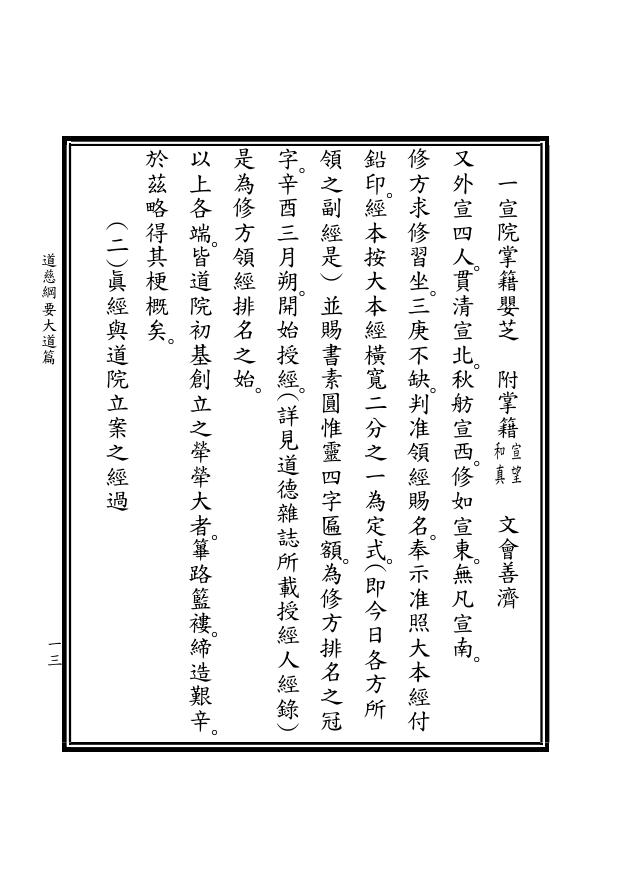 一宣院掌籍嬰芝　附掌籍宣望和真　文會善濟
又外宣四人。貫清宣北。秋舫宣西。修如宣東。無凡宣南。
修方求修習坐。三庚不缺。判准領經賜名。奉示准照大本經付
鉛印。經本按大本經橫寬二分之一為定式。(即今日各方所
領之副經是)並賜書素圓惟靈四字匾額。為修方排名之冠
字。辛酉三月朔。開始授經。(詳見道德雜誌所載授經人經錄)
是為修方領經排名之始。
以上各端。皆道院初基創立之犖犖大者。篳路籃褸。締造艱辛。
於茲略得其梗概矣。
(二)眞經與道院立案之經過
道慈綱要大道篇
一三